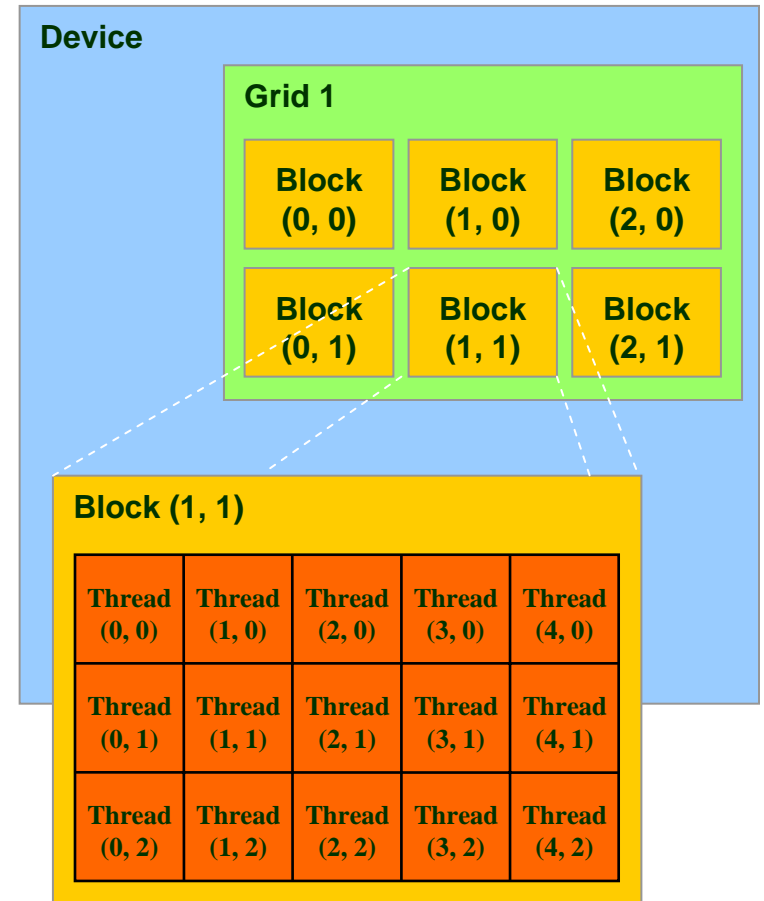 Device
Grid 1
Block Block Block
(0, 0) (1, 0) (2, 0)
Block Block Block
(0, 1) (1, 1) (2, 1)
Block (1, 1)
Thread Thread Thread Thread Thread
(0, 0) (1, 0) (2, 0) (3, 0) (4, 0)
Thread Thread Thread Thread Thread
(0, 1) (1, 1) (2, 1) (3, 1) (4, 1)
Thread Thread Thread Thread Thread
(0, 2) (1, 2) (2, 2) (3, 2) (4, 2)